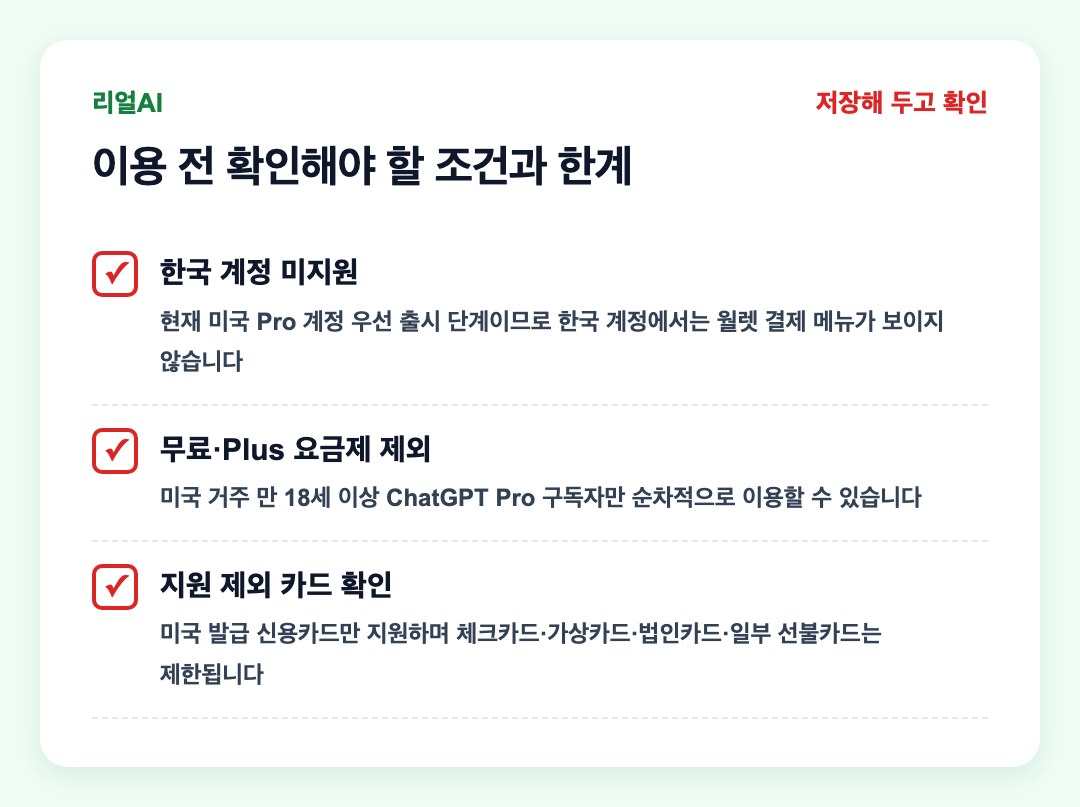 리얼AI
저장해 두고 확인
이용 전 확인해야 할 조건과 한계
한국 계정 미지원
현재 미국 Pro 계정 우선 출시 단계이므로 한국 계정에서는 월렛 결제 메뉴가 보이지
않습니다
무료·Plus 요금제 제외
미국 거주 만 18세 이상 ChatGPT Pro 구독자만 순차적으로 이용할 수 있습니다
지원 제외 카드 확인
미국 발급 신용카드만 지원하며 체크카드·가상카드·법인카드·일부 선불카드는
제한됩니다